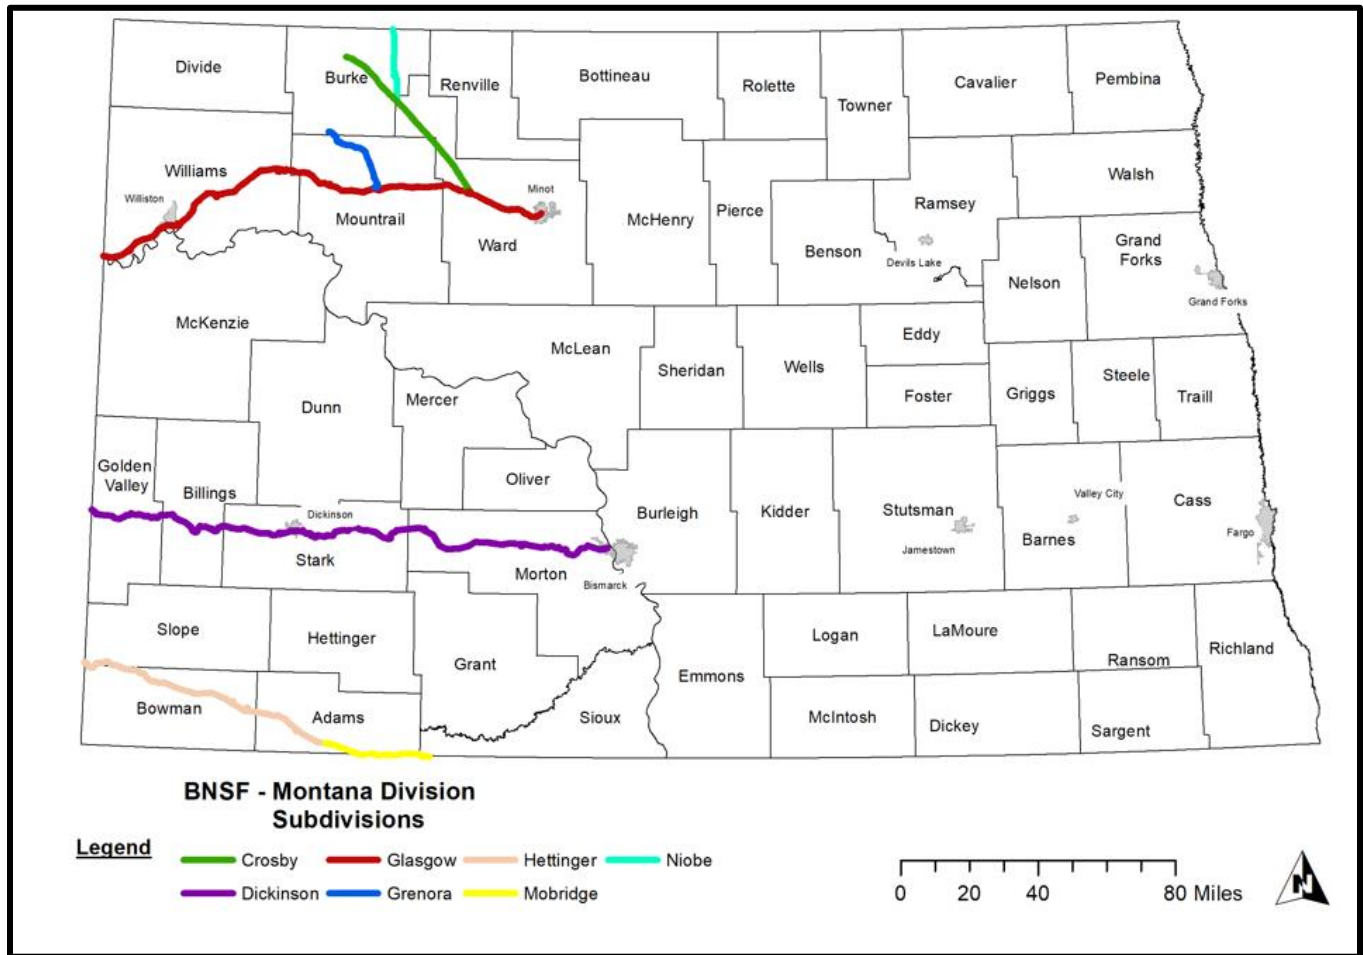 Divide
Burke
Renville
Bottineau
Rolette
Towner
Cavalier
Pembina
Williams
Williston
Mountrail
Minot
Ward
McHenry
Pierce
Benson
Ramsey
Devils Lake
Walsh
Nelson
Grand
Forks
Grand Forks
McKenzie
McLean
Sheridan
Wells
Eddy
Foster
Griggs
Steele
Traill
Dunn
Mercer
Oliver
Golden
Valley
Billings
Dickinson
Stark
Morton
Bismarck
Burleigh
Kidder
Stutsman
Jamestown
Valley City
Barnes
Cass
Fargo
Slope
Hettinger
Grant
Bowman
Adams
Sioux
Emmons
Logan
LaMoure
Ransom
Richland
McIntosh
Dickey
Sargent
BNSF - Montana Division
Subdivisions
Legend
Crosby Glasgow Hettinger Niobe
Dickinson Grenora Mobridge
0 20 40 80 Miles
N